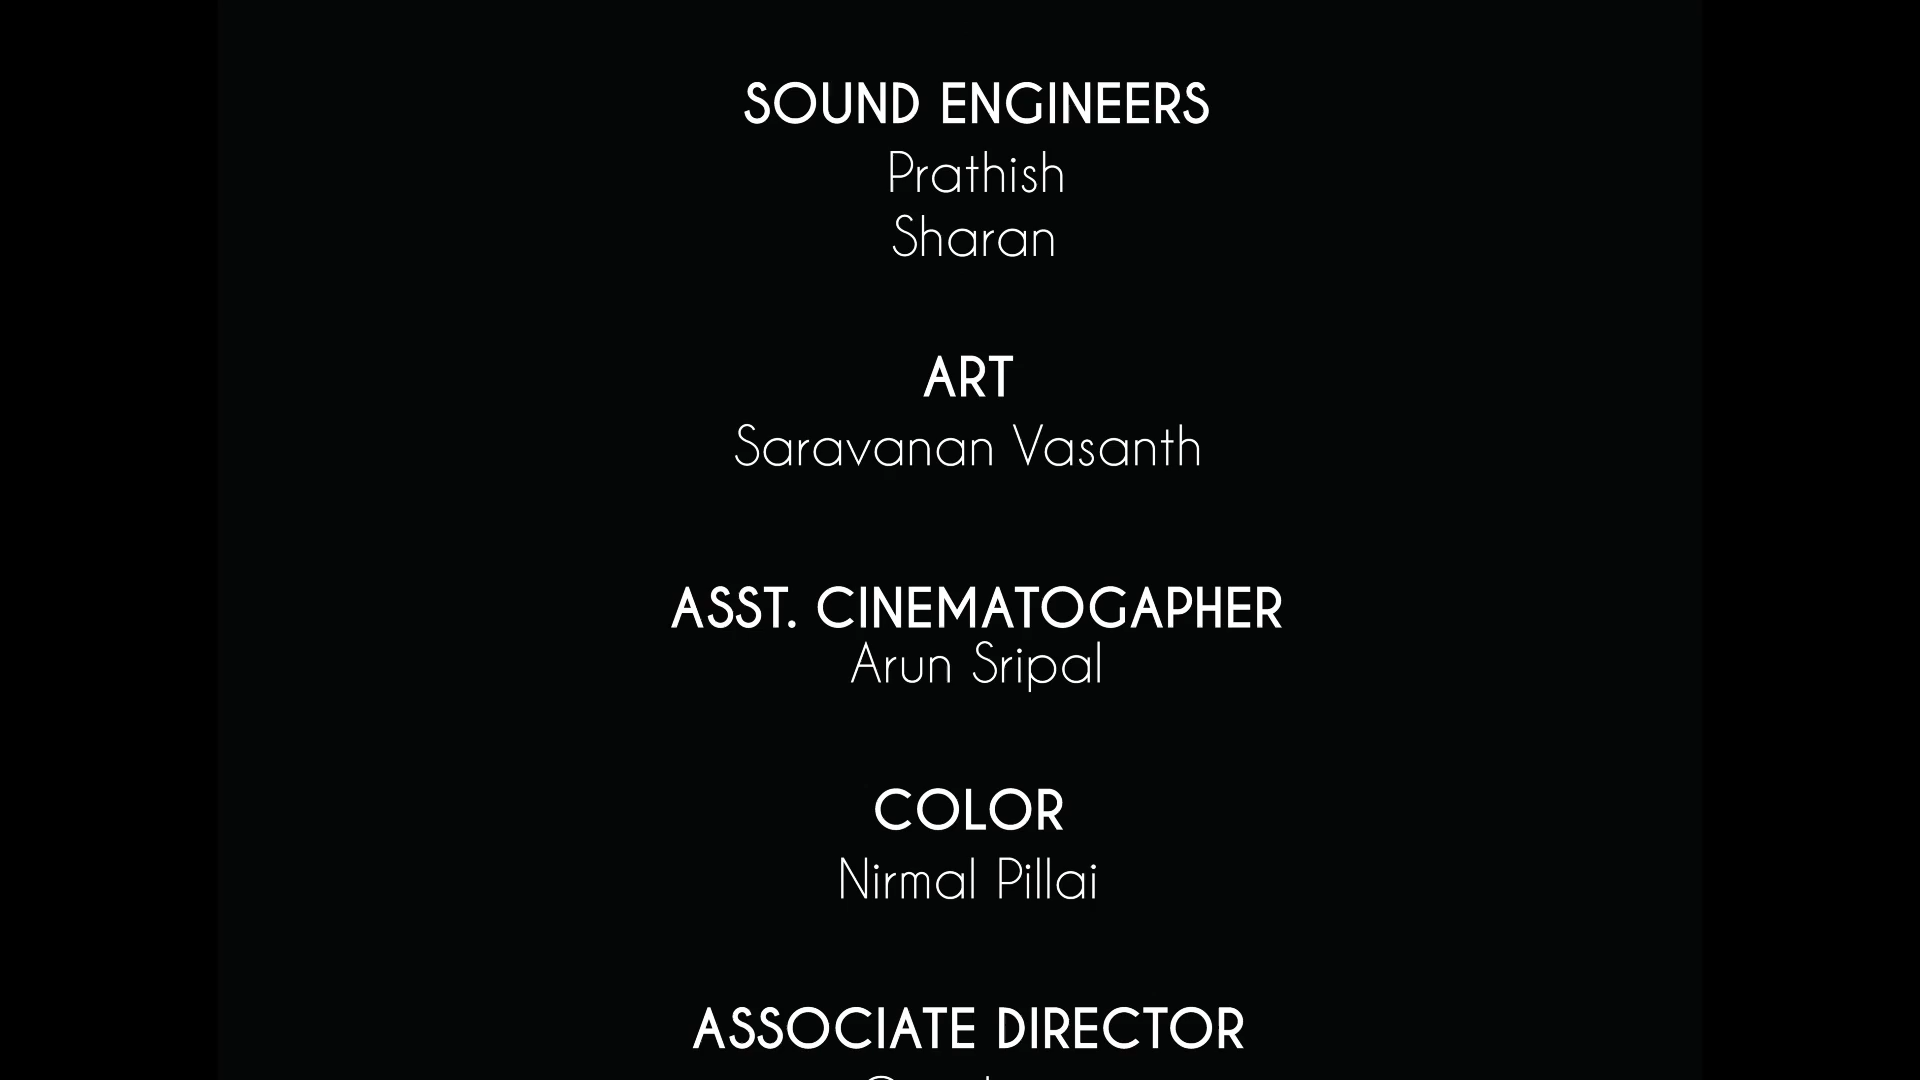 SOUND ENGINEERS
Prathish
Sharan
ART
Saravanan Vasanth
ASST. CINEMATOGAPHER
Arun Sripal
COLOR
Nirmal Pillai
ASSOCIATE DIRECTOR